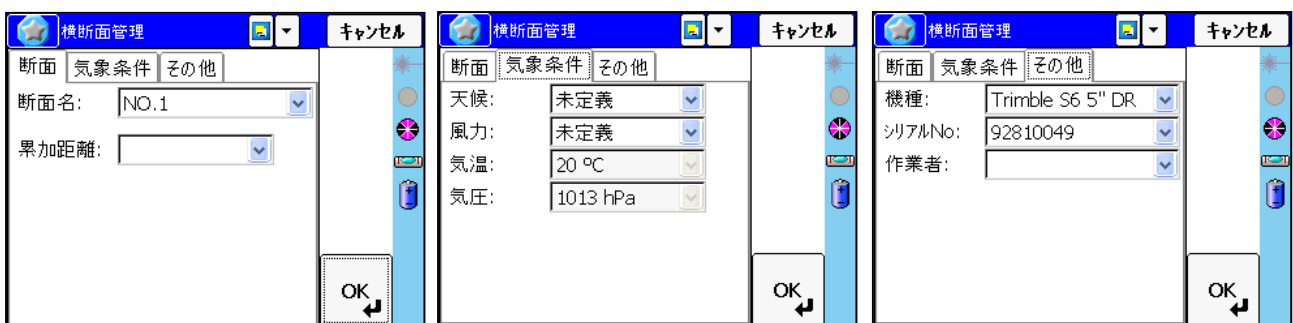 横断面管理 キャンセル
断面 気象条件 その他
断面名: NO.1
累加距離:
OK
横断面管理 キャンセル
断面 気象条件 その他
天候: 未定義
風力: 未定義
気温: 20 ºC
気圧: 1013 hPa
OK
横断面管理 キャンセル
断面 気象条件 その他
機種: Trimble S6 5" DR
ｼﾘｱﾙNo: 92810049
作業者:
OK